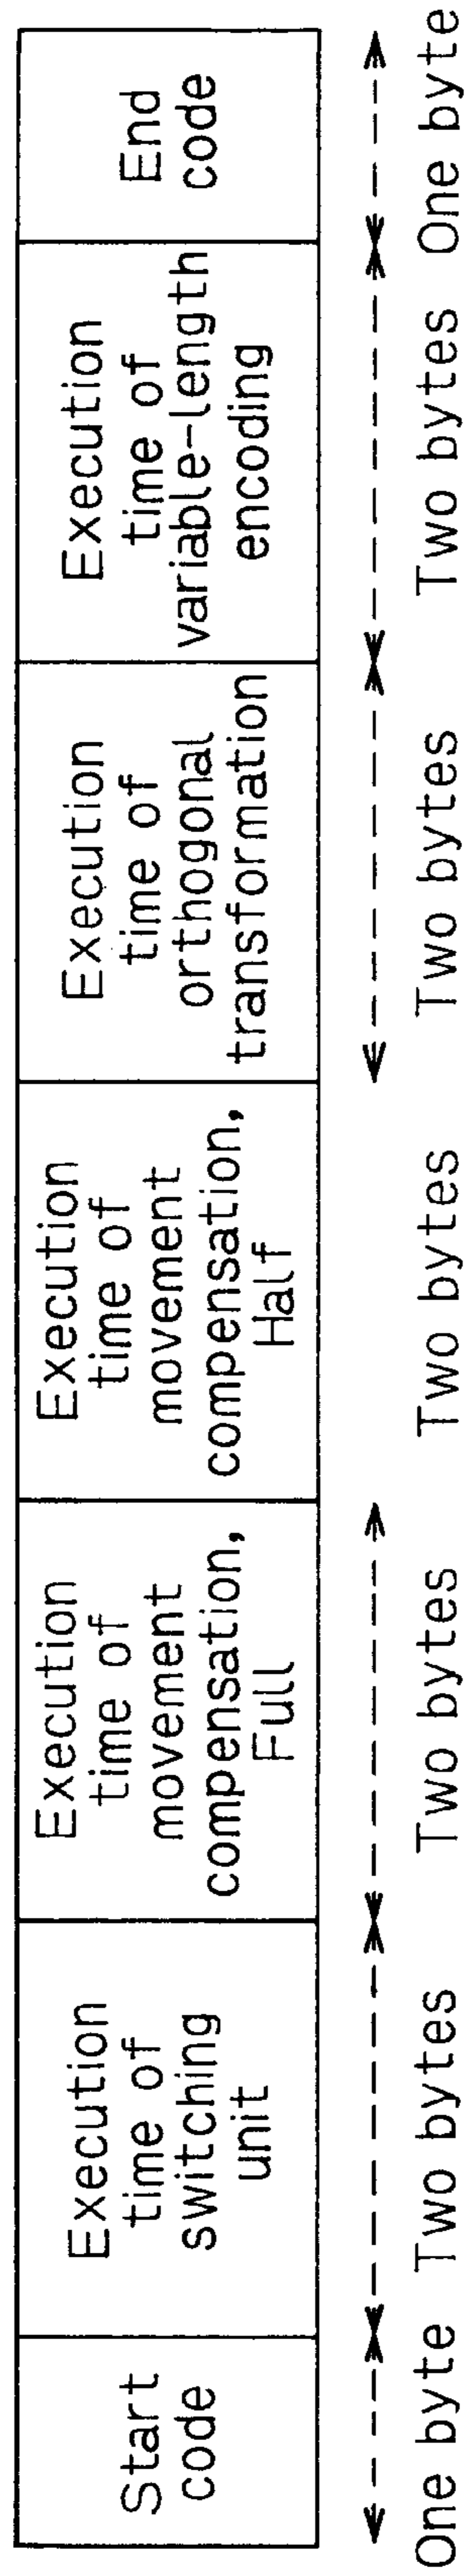 Start
code
Execution
time of
switching
unit
Execution
time of
movement
compensation,
Full
Execution
time of
movement
compensation,
Half
Execution
time of
orthogonal
transformation
Execution
time of
variable-length
encoding
End
code
One byte
Two bytes
Two bytes
Two bytes
Two bytes
Two bytes
One byte